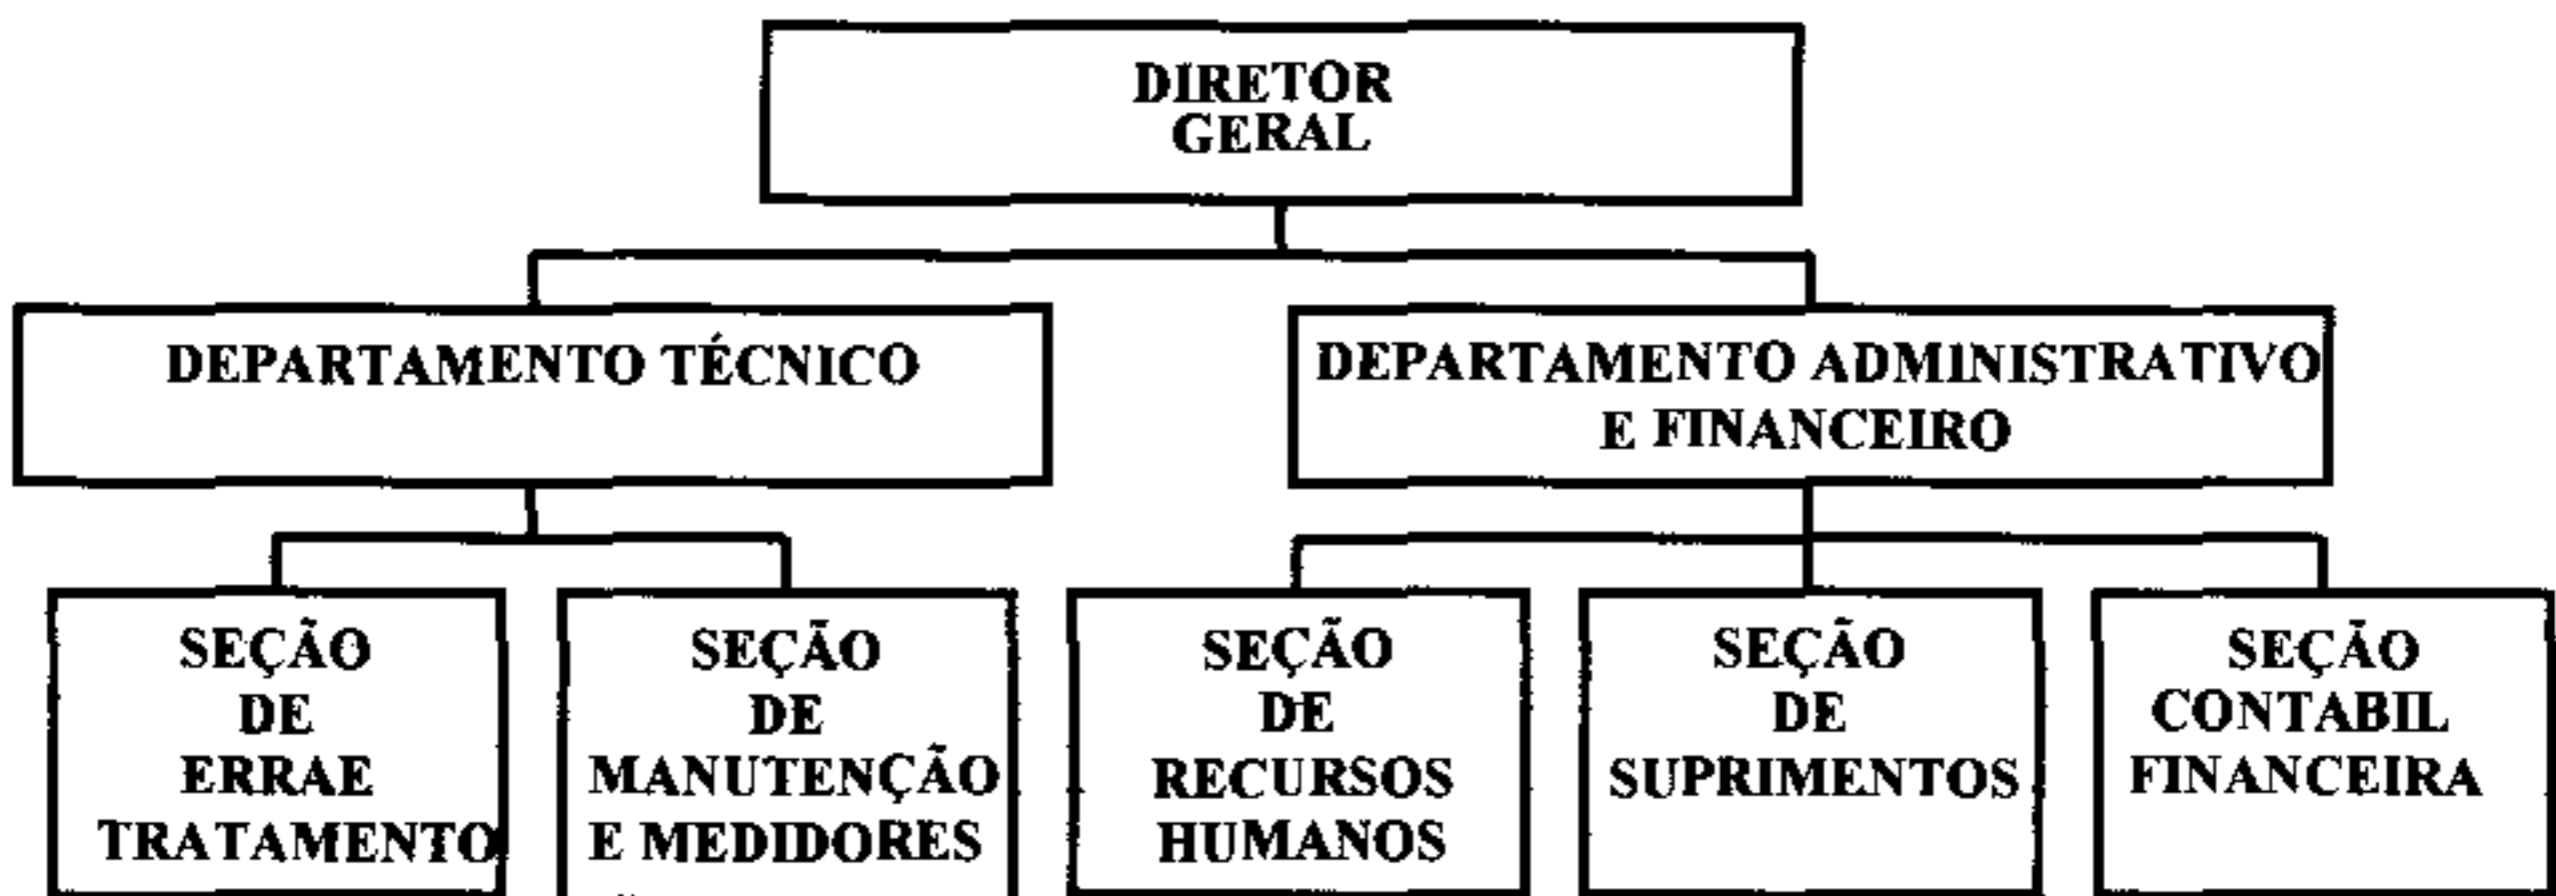 DIRETOR
GERAL
DEPARTAMENTO TÉCNICO
DEPARTAMENTO ADMINISTRATIVO
E FINANCEIRO
SEÇÃO
DE
ERRAE
TRATAMENTO
SEÇÃO
DE
MANUTENÇÃO
E MEDIDORES
SEÇÃO
DE
RECURSOS
HUMANOS
SEÇÃO
DE
SUPRIMENTOS
SEÇÃO
CONTABIL
FINANCEIRA